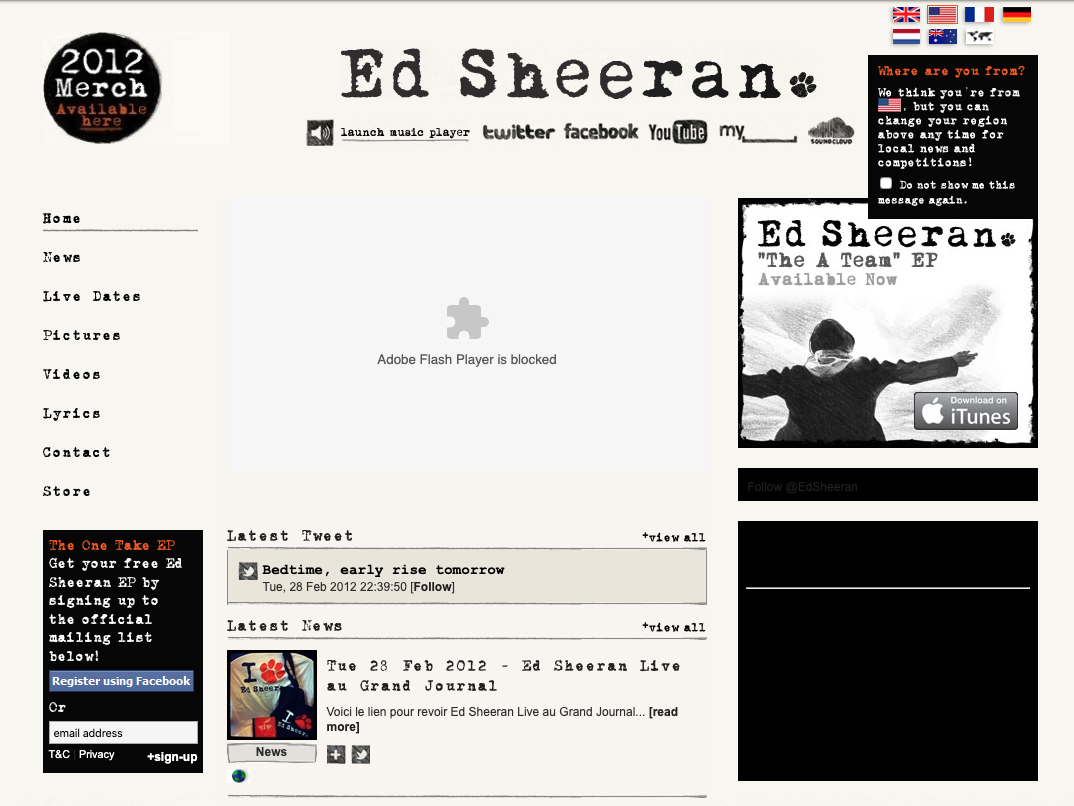 2012
Merch
Available
here
Ed Sheeran
launch music player
twitter
facebook
YouTube
my
SOUNDCLOUD
Where are you from?
We think you're from
, but you can
change your region
above any time for
local news and
competitions!
Do not show me this
message again.
Home
News
Live Dates
Pictures
Videos
Lyrics
Contact
Store
Adobe Flash Player is blocked
Ed Sheeran
"The A Team" EP
Available Now
Download on
iTunes
Follow @EdSheeran
The One Take EP
Get your free Ed
Sheeran EP by
signing up to
the official
mailing list
below!
Register using Facebook
Or
email address
T&C | Privacy
+sign-up
Latest Tweet
+view all
Bedtime, early rise tomorrow
Tue, 28 Feb 2012 22:39:50 [Follow]
Latest News
+view all
I
Ed Sheeran
I
Ed Sheeran
Tue 28 Feb 2012 - Ed Sheeran Live
au Grand Journal
Voici le lien pour revoir Ed Sheeran Live au Grand Journal... [read
more]
News